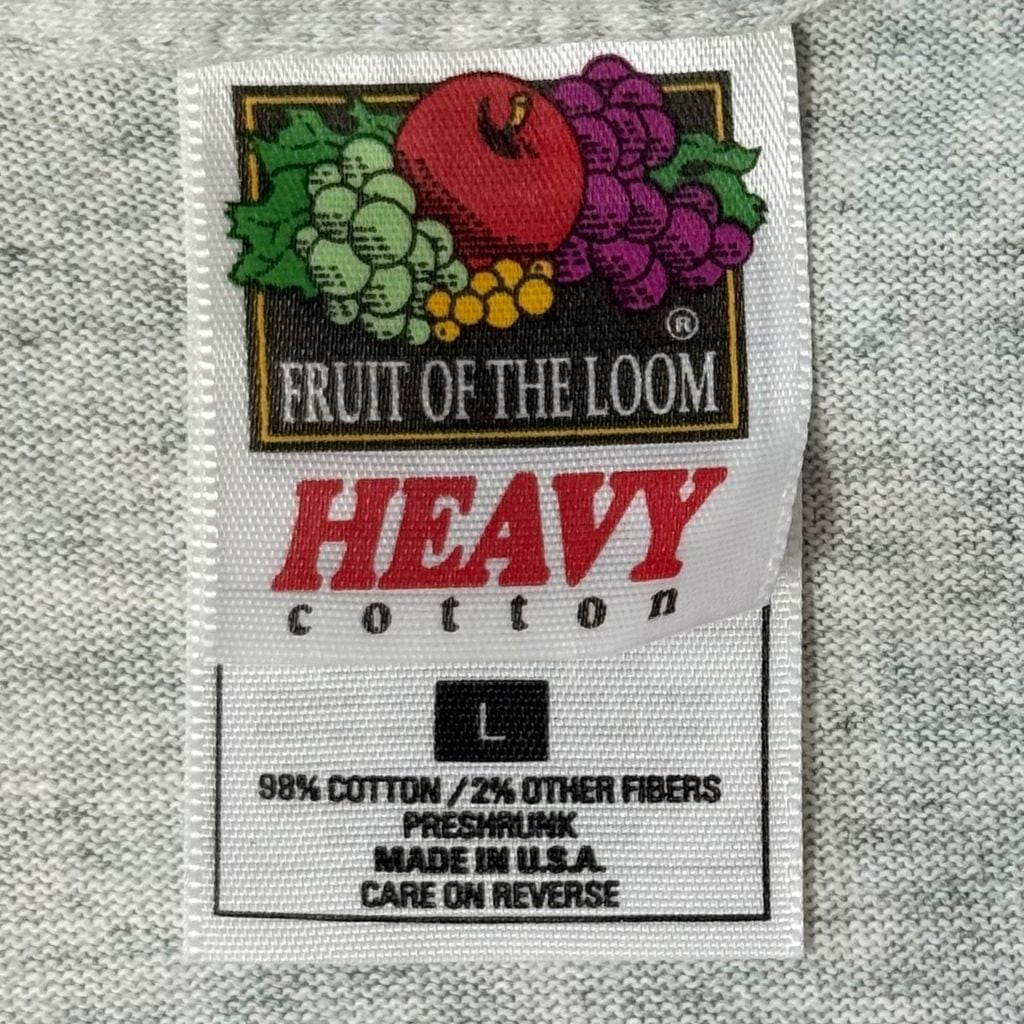 ®
FRUIT OF THE LOOM
HEAVY
cotton
L
98% COTTON / 2% OTHER FIBERS
PRESHRUNK
MADE IN U.S.A.
CARE ON REVERSE